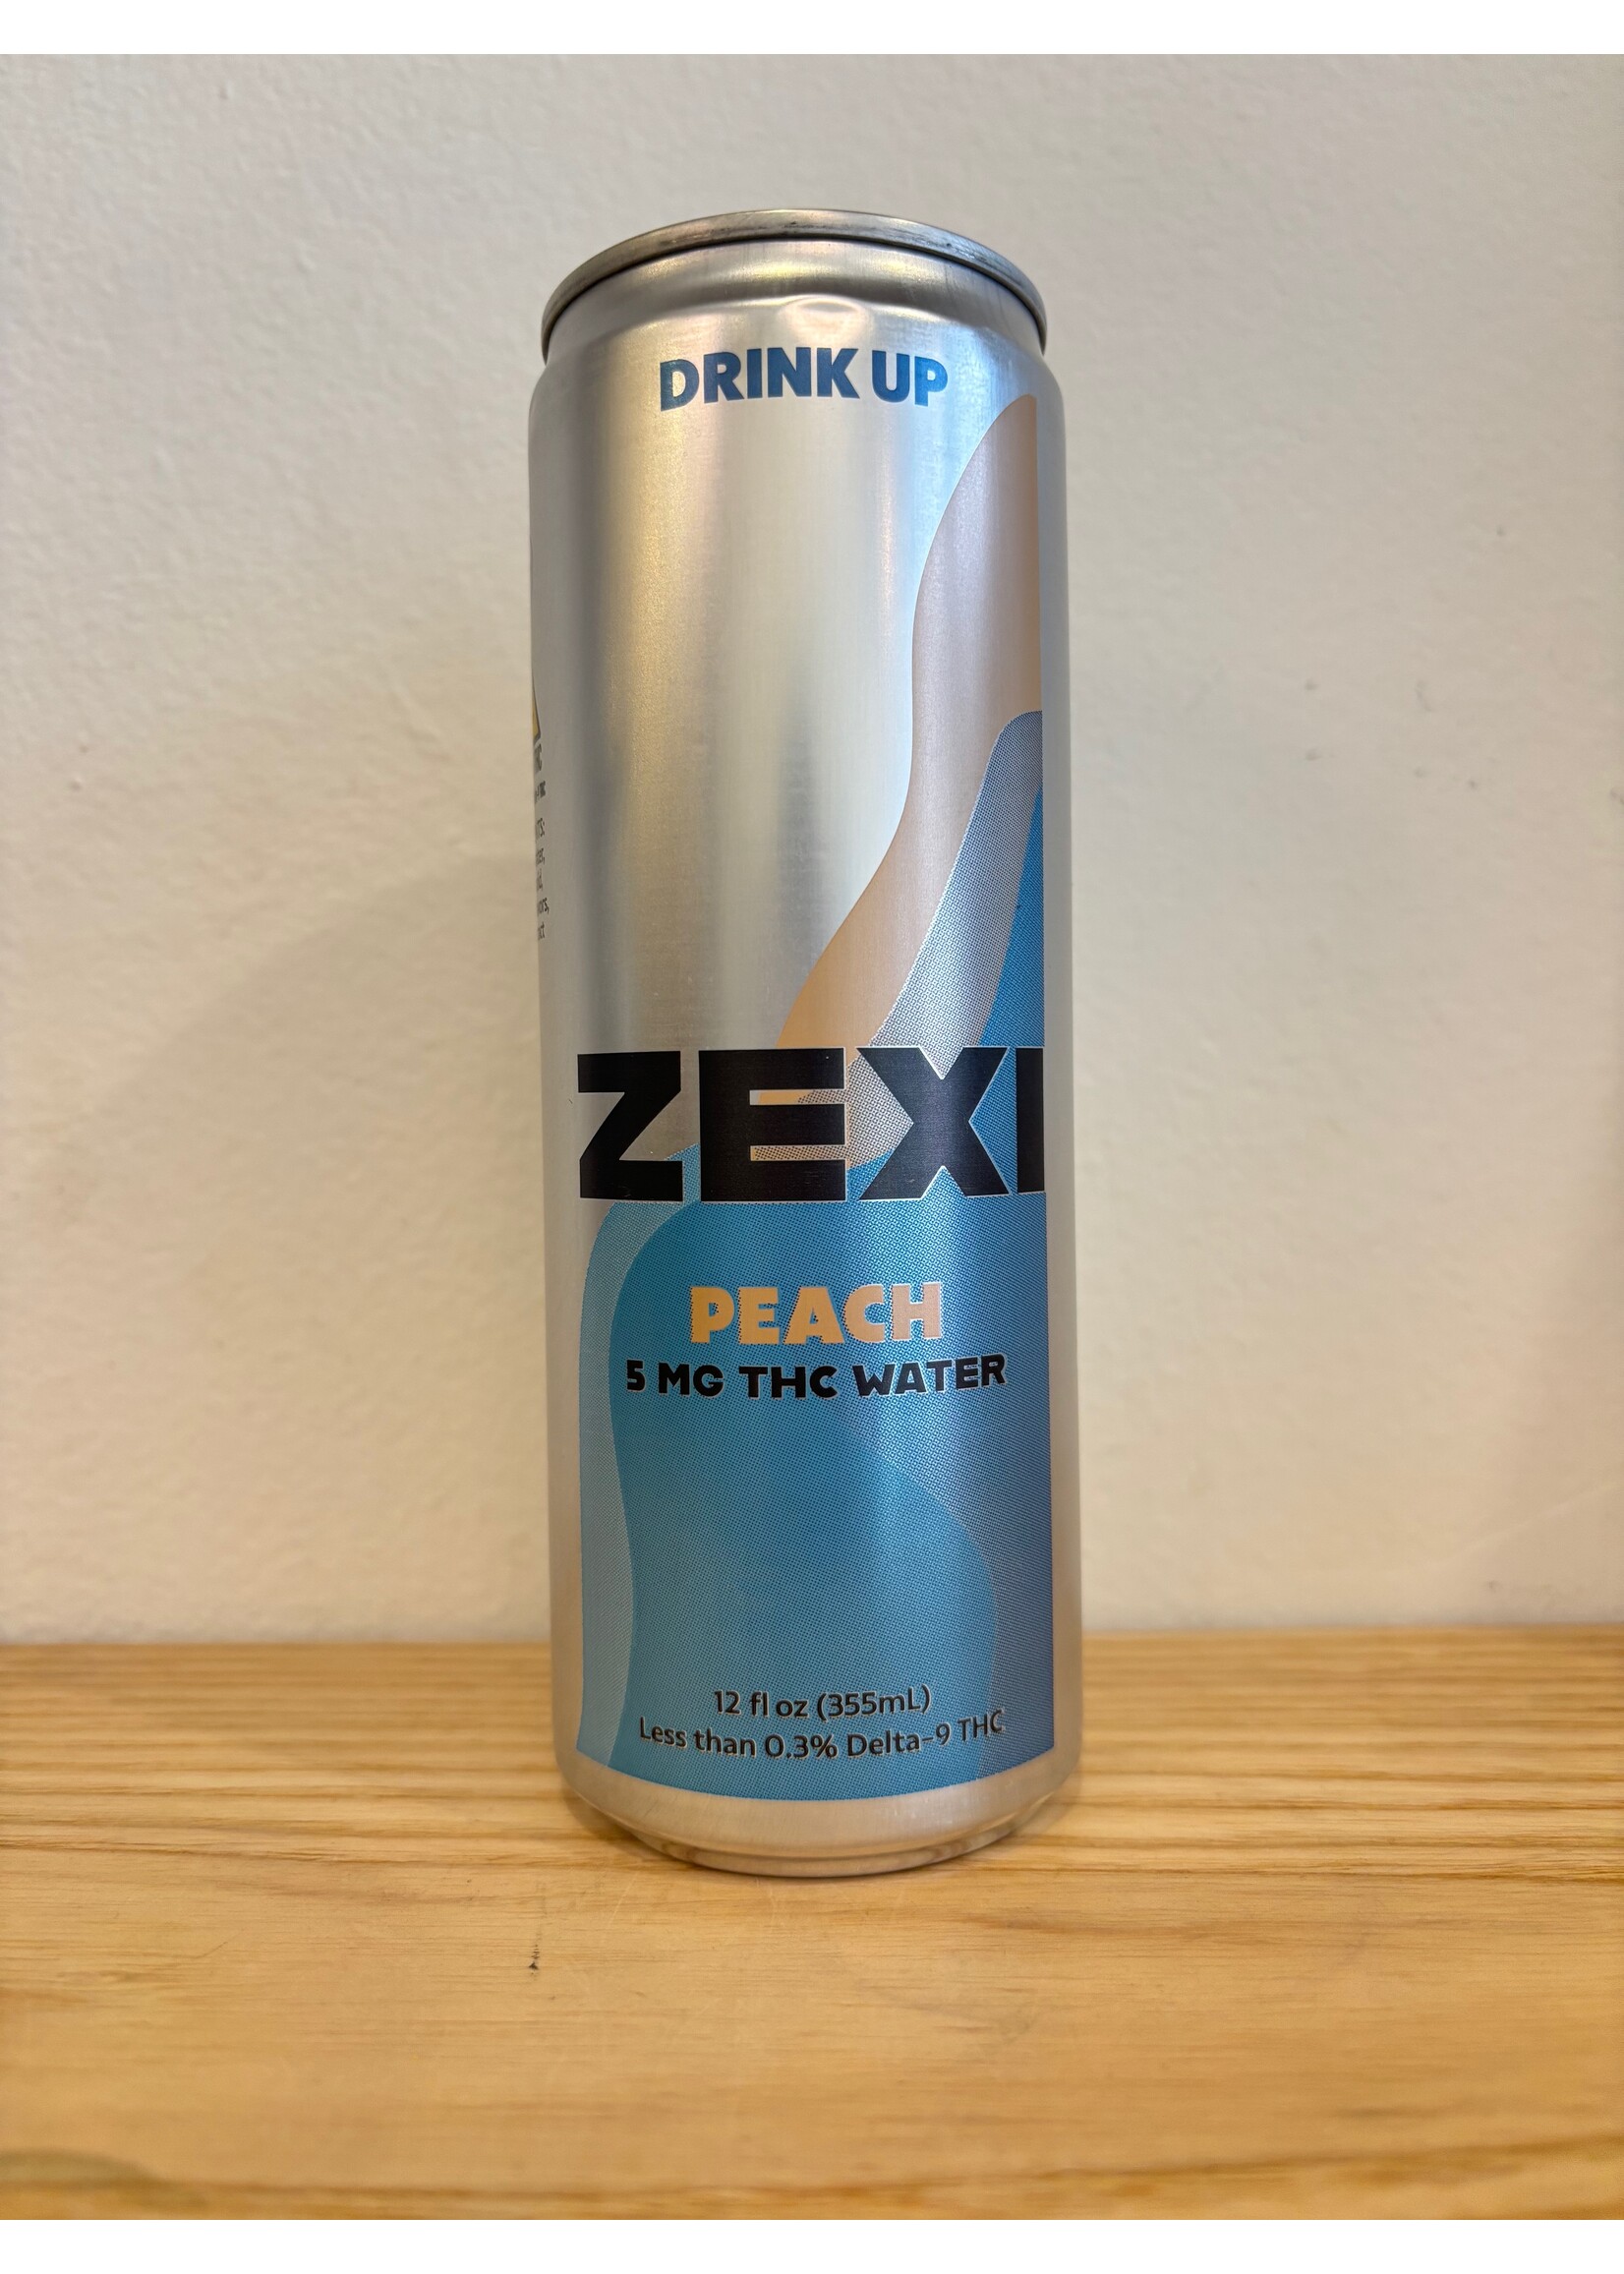 DRINK UP
ZEXI
PEACH
5 MG THC WATER
12 fl oz (355mL)
Less than 0.3% Delta-9 THC